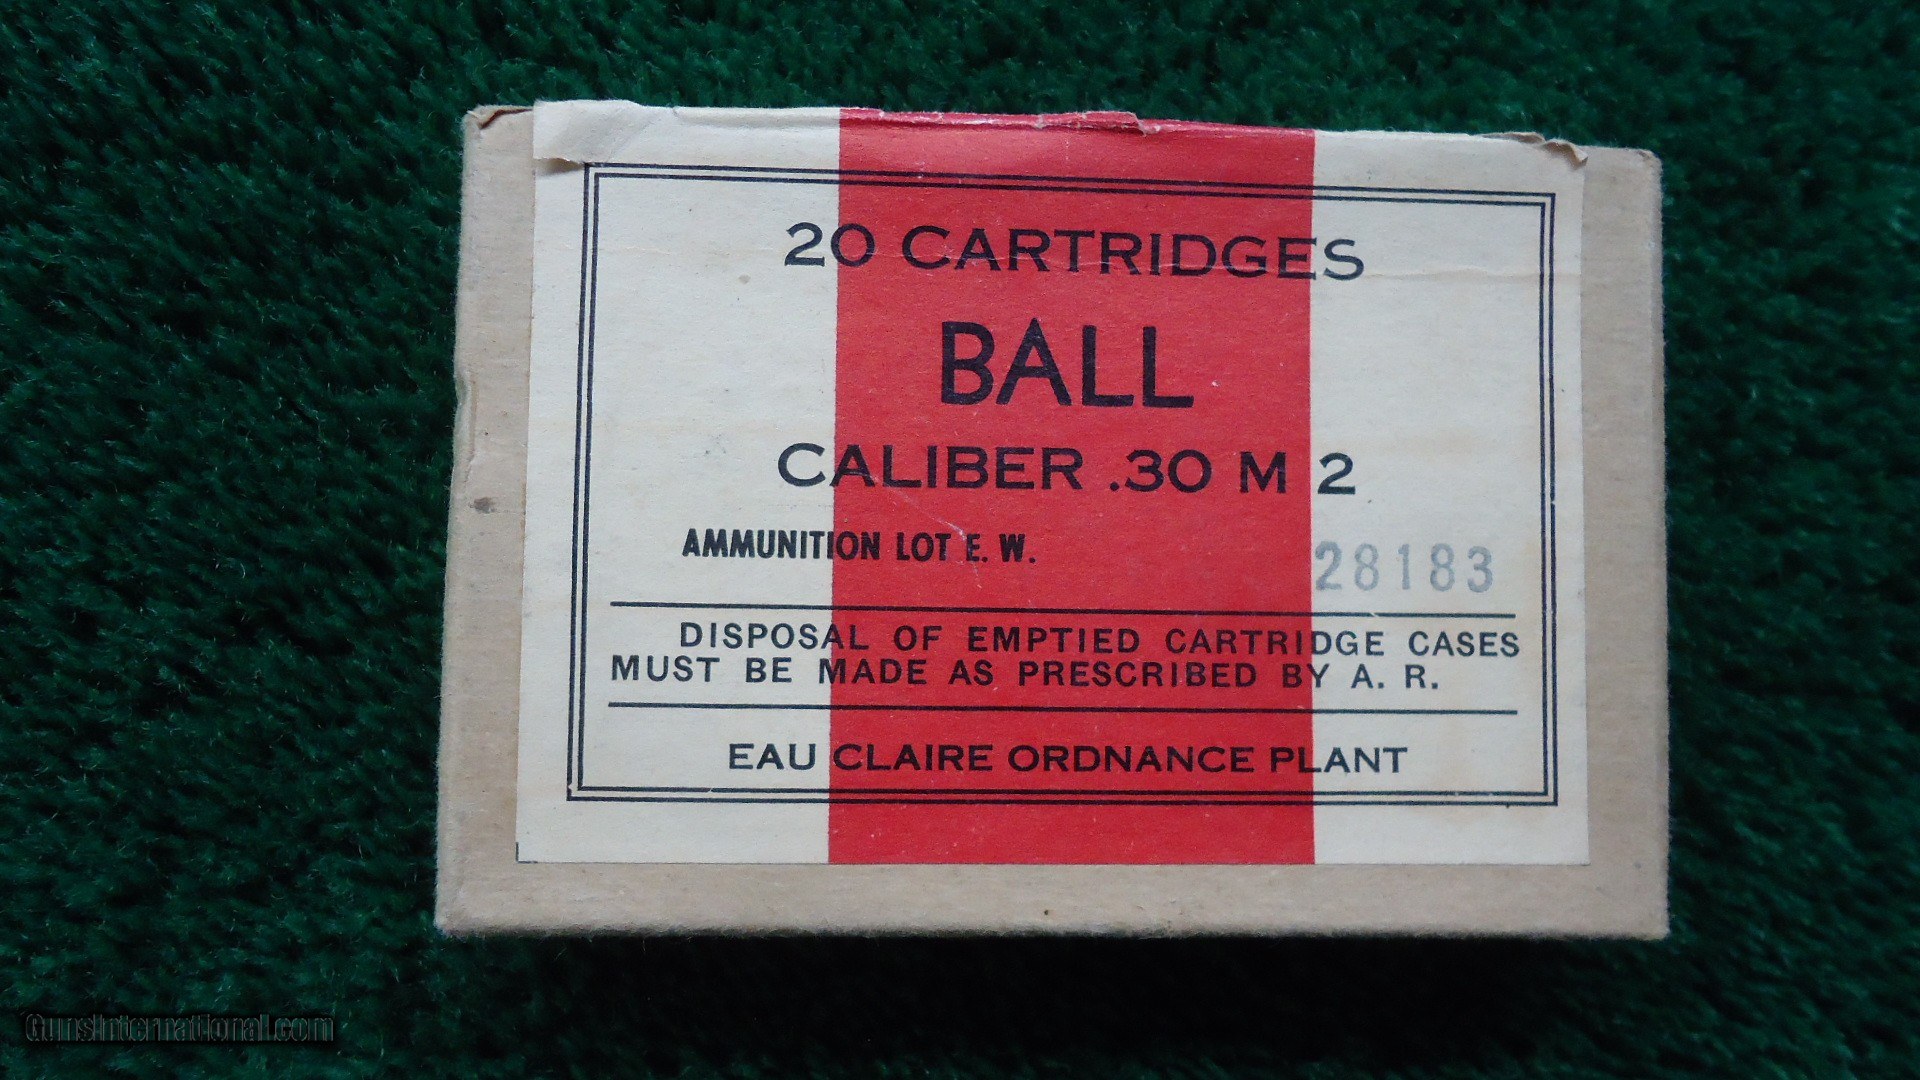 20 CARTRIDGES
BALL
CALIBER .30 M 2
AMMUNITION LOT E. W. 28183
DISPOSAL OF EMPTIED CARTRIDGE CASES
MUST BE MADE AS PRESCRIBED BY A. R.
EAU CLAIRE ORDNANCE PLANT
GunsInternational.com